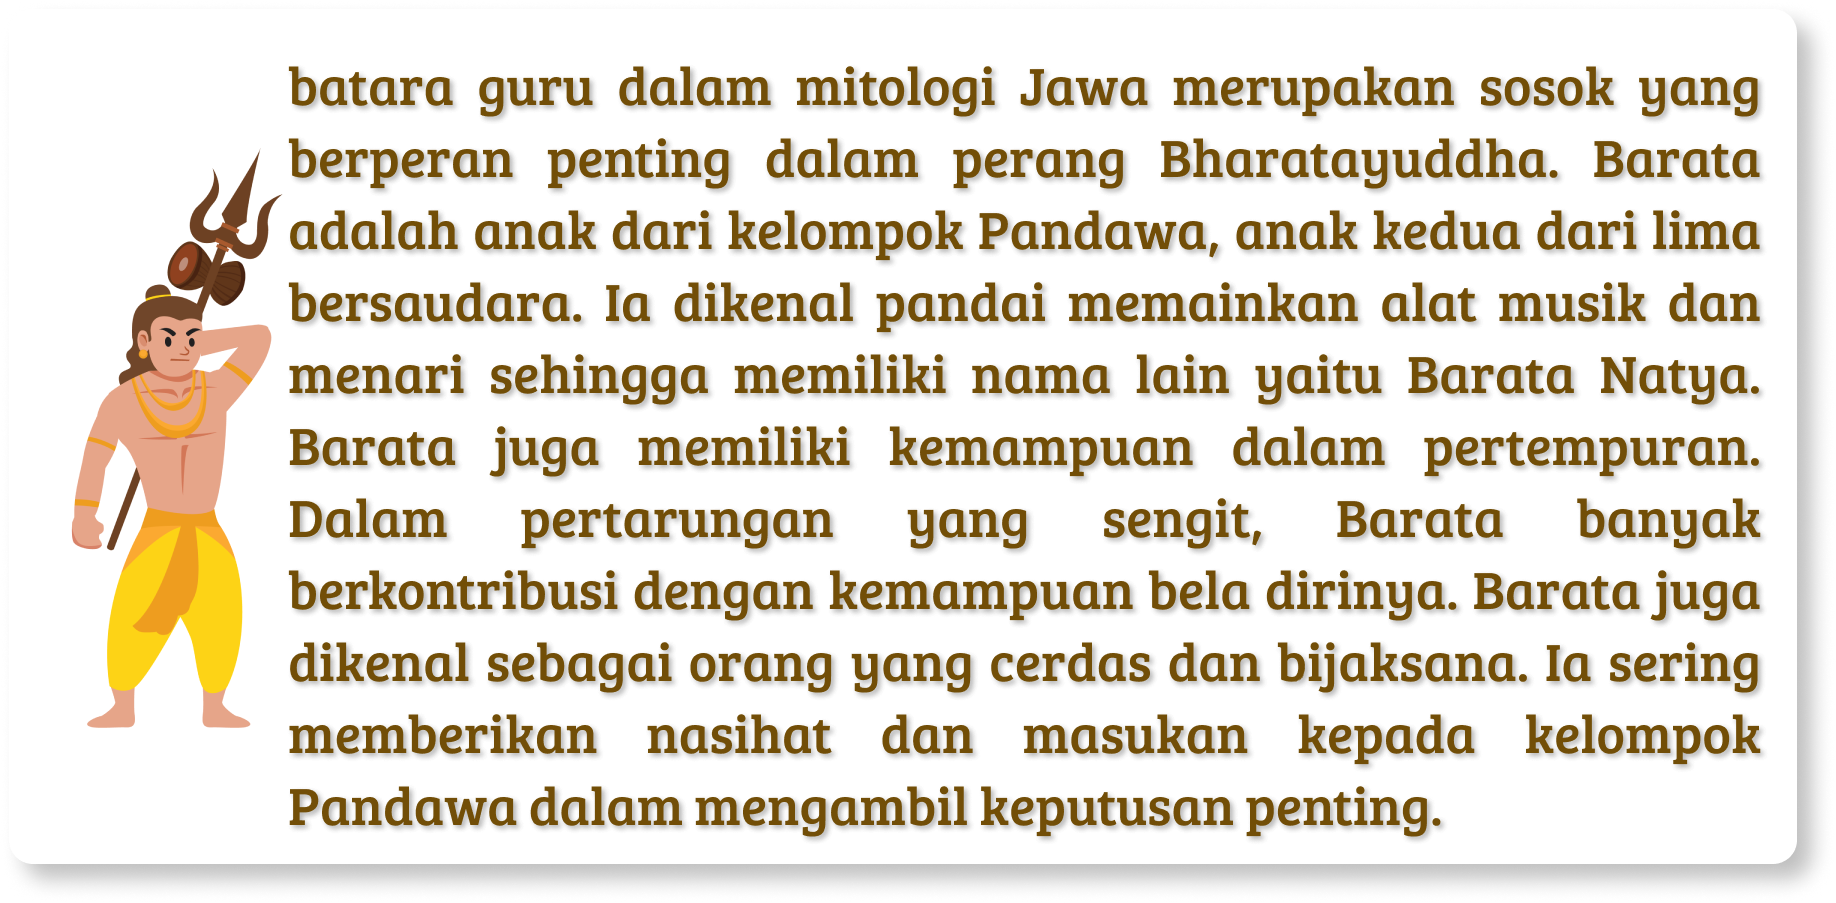 batara guru dalam mitologi Jawa merupakan sosok yang
berperan penting dalam perang Bharatayuddha. Barata
adalah anak dari kelompok Pandawa, anak kedua dari lima
bersaudara. Ia dikenal pandai memainkan alat musik dan
menari sehingga memiliki nama lain yaitu Barata Natya.
Barata juga memiliki kemampuan dalam pertempuran.
Dalam pertarungan yang sengit, Barata banyak
berkontribusi dengan kemampuan bela dirinya. Barata juga
dikenal sebagai orang yang cerdas dan bijaksana. Ia sering
memberikan nasihat dan masukan kepada kelompok
Pandawa dalam mengambil keputusan penting.